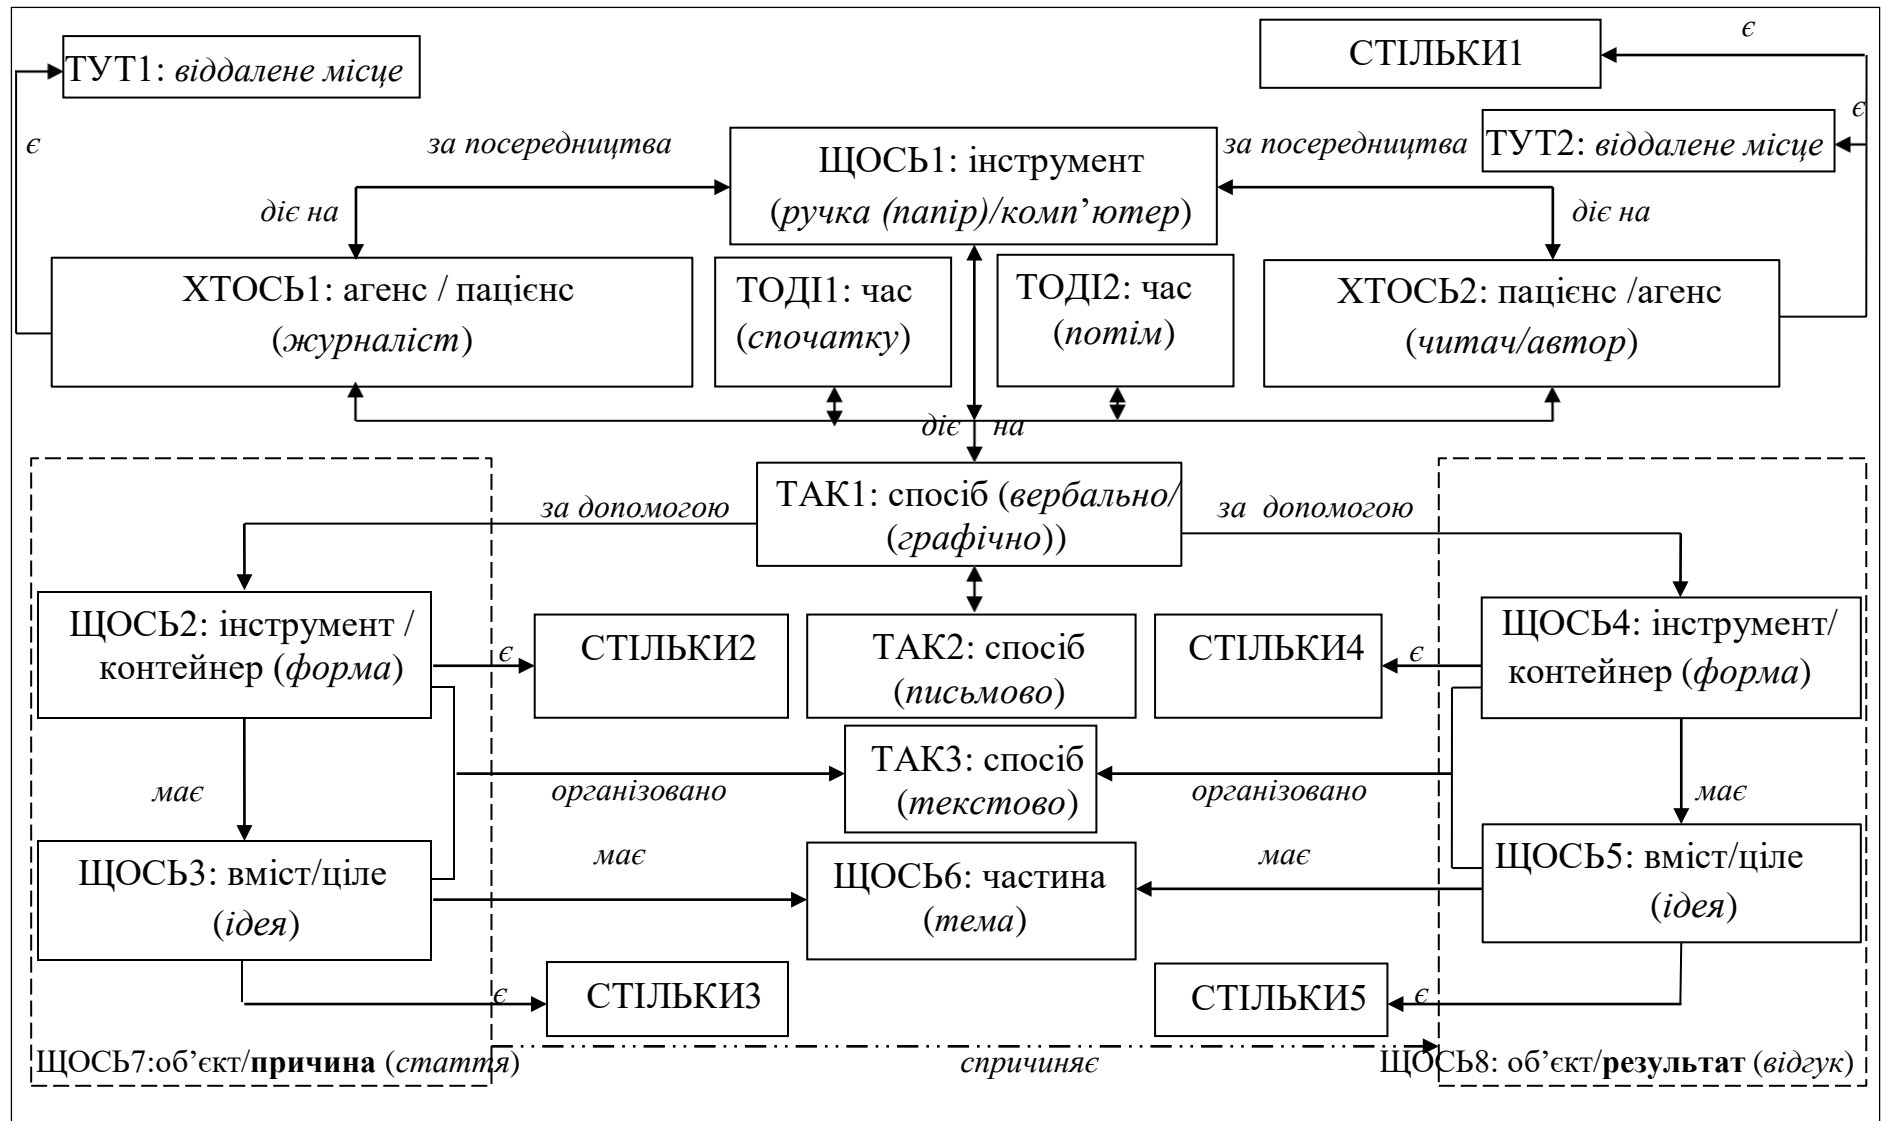 є
СТІЛЬКИ1
ТУТ1: віддалене місце
є
є
за посередництва
за посередництва
ТУТ2: віддалене місце
ЩОСЬ1: інструмент
(ручка (папір)/комп’ютер)
діє на
діє на
ХТОСЬ1: агенс / пацієнс
(журналіст)
ТОДІ1: час
(спочатку)
ТОДІ2: час
(потім)
ХТОСЬ2: пацієнс /агенс
(читач/автор)
діє на
ТАК1: спосіб (вербально/
(графічно))
за допомогою
за допомогою
ЩОСЬ2: інструмент /
контейнер (форма)
є
СТІЛЬКИ2
ТАК2: спосіб
(письмово)
СТІЛЬКИ4
є
ЩОСЬ4: інструмент/
контейнер (форма)
ТАК3: спосіб
(текстово)
має
організовано
організовано
має
ЩОСЬ3: вміст/ціле
(ідея)
має
ЩОСЬ6: частина
(тема)
має
ЩОСЬ5: вміст/ціле
(ідея)
є
СТІЛЬКИ3
СТІЛЬКИ5
є
ЩОСЬ7:об’єкт/причина (стаття)
спричиняє
ЩОСЬ8: об’єкт/результат (відгук)